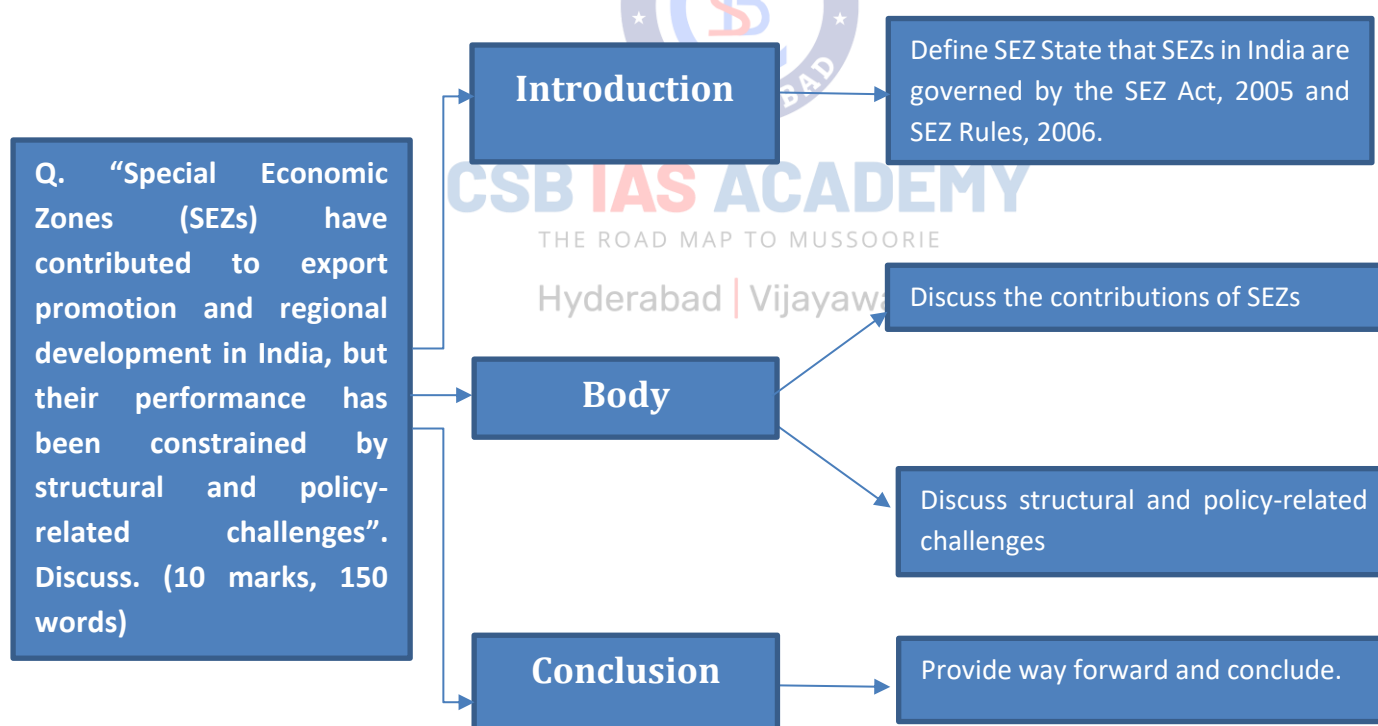 Introduction
Define SEZ State that SEZs in India are
governed by the SEZ Act, 2005 and
SEZ Rules, 2006.
Q. “Special Economic
Zones (SEZs) have
contributed to export
promotion and regional
development in India, but
their performance has
been constrained by
structural and policy-
related challenges”.
Discuss. (10 marks, 150
words)
CSB IAS ACADEMY
THE ROAD MAP TO MUSSOORIE
Hyderabad | Vijayawa
Discuss the contributions of SEZs
Body
Discuss structural and policy-related
challenges
Conclusion
Provide way forward and conclude.